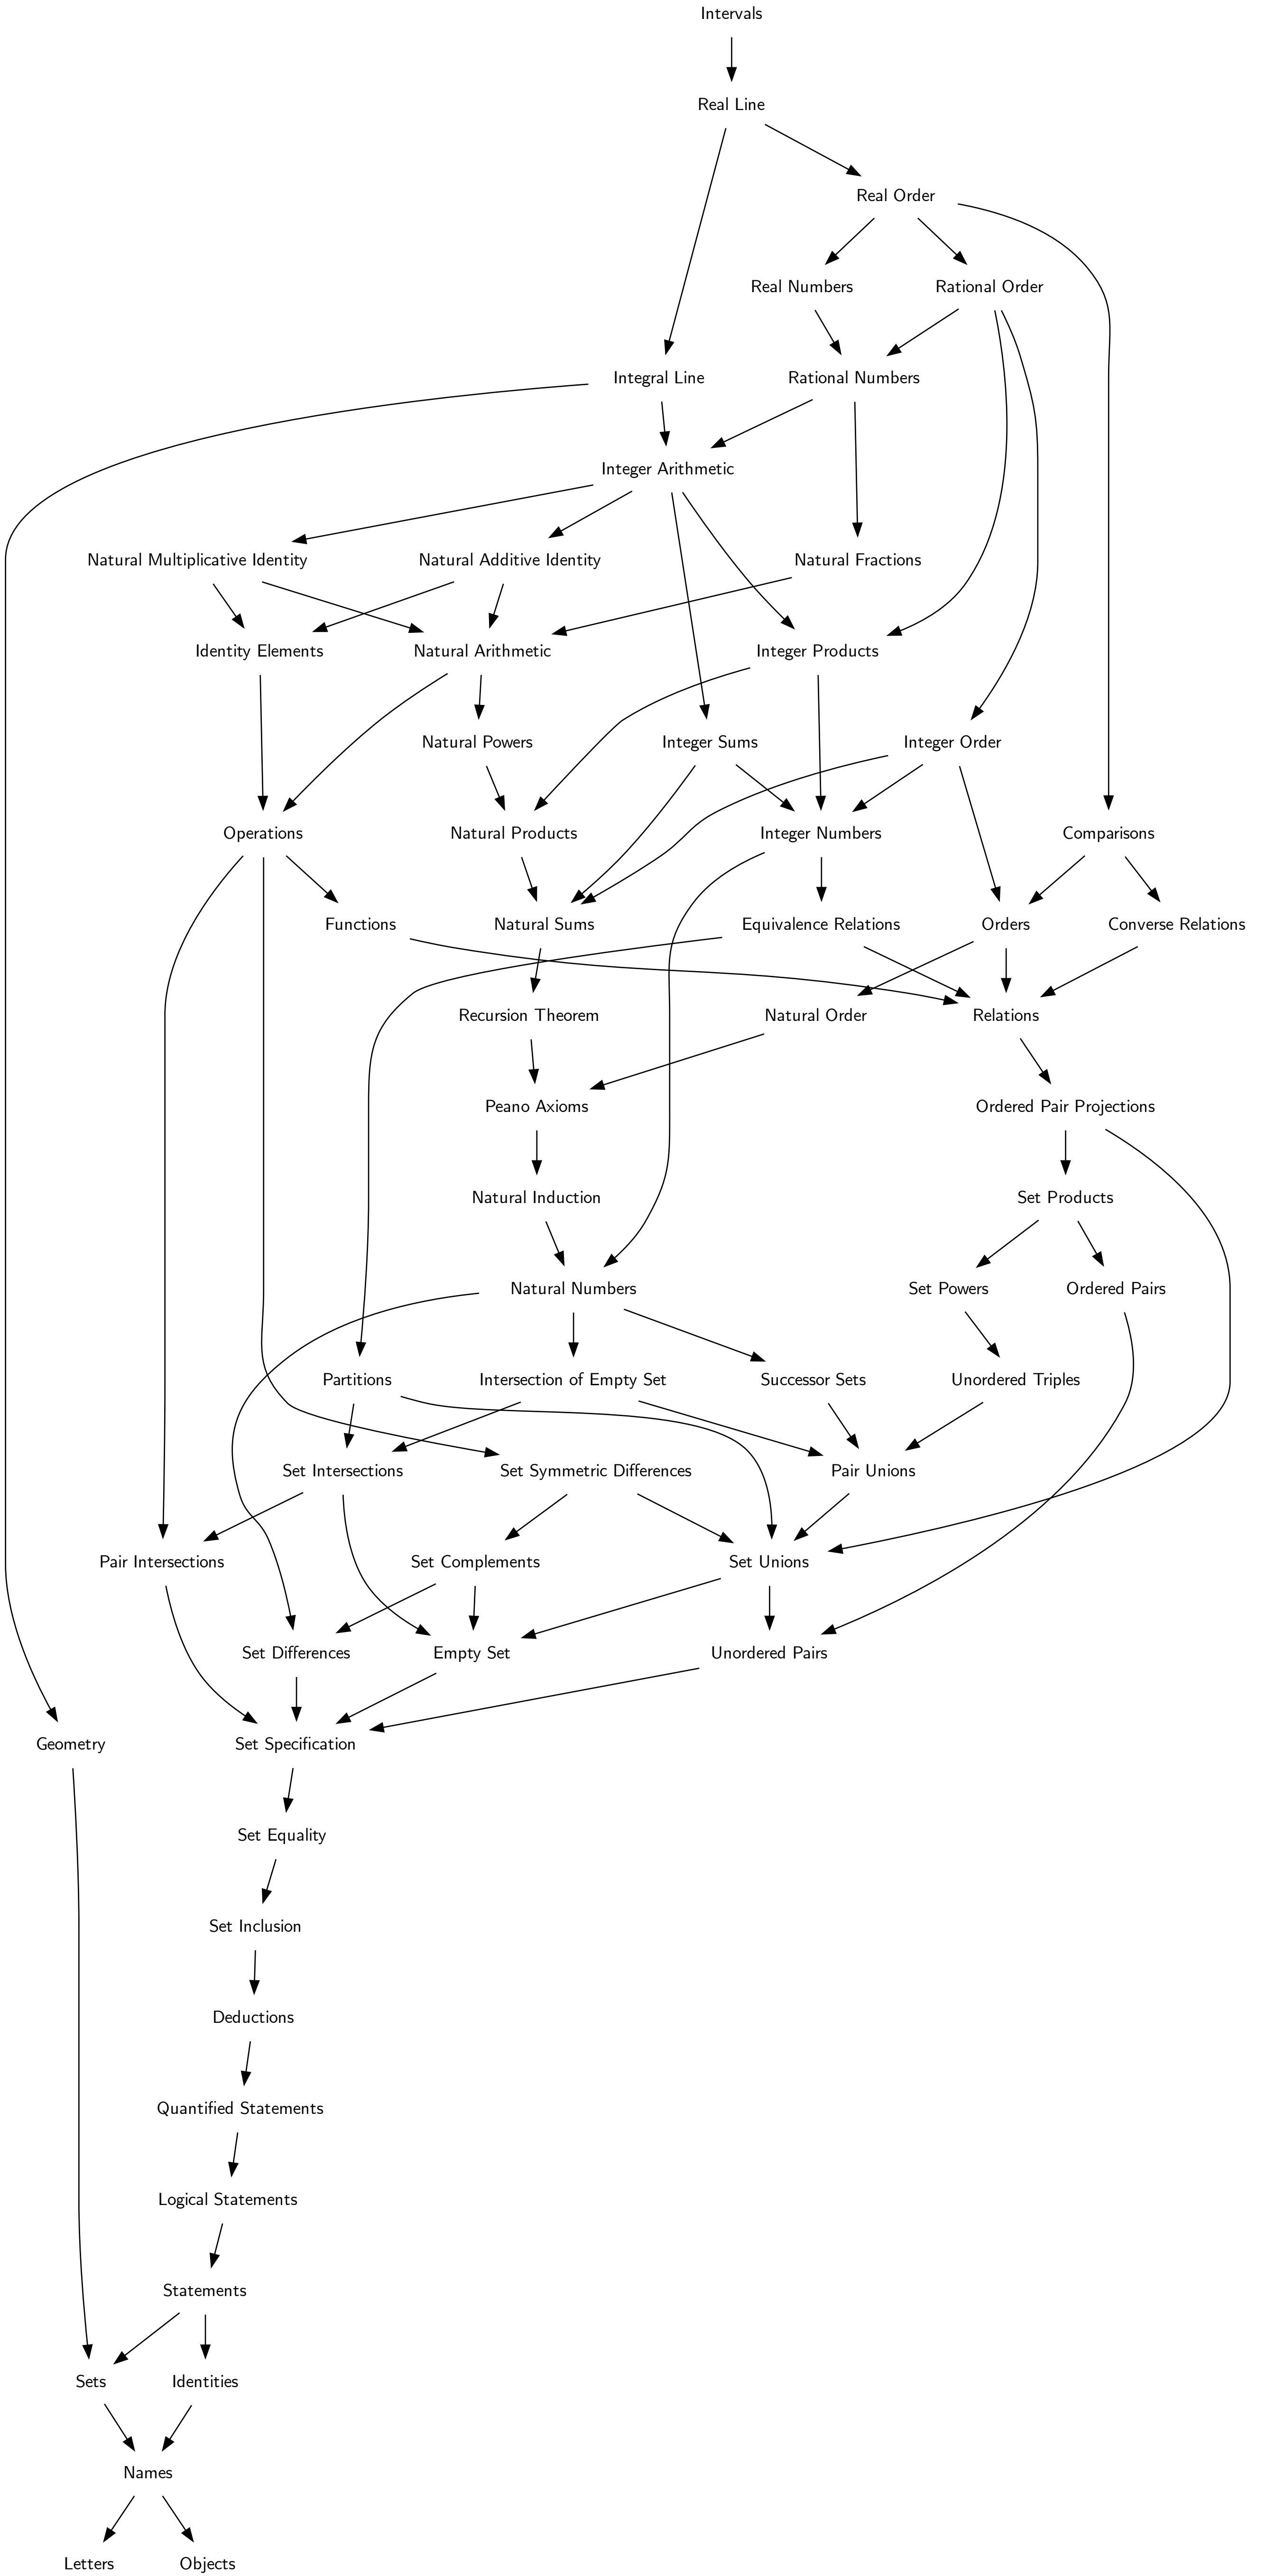 Intervals
Real Line
Real Order
Real Numbers
Rational Order
Integral Line
Rational Numbers
Integer Arithmetic
Natural Multiplicative Identity
Natural Additive Identity
Natural Fractions
Identity Elements
Natural Arithmetic
Integer Products
Natural Powers
Integer Sums
Integer Order
Operations
Natural Products
Integer Numbers
Comparisons
Functions
Natural Sums
Equivalence Relations
Orders
Converse Relations
Recursion Theorem
Natural Order
Relations
Peano Axioms
Ordered Pair Projections
Natural Induction
Set Products
Natural Numbers
Set Powers
Ordered Pairs
Partitions
Intersection of Empty Set
Successor Sets
Unordered Triples
Set Intersections
Set Symmetric Differences
Pair Unions
Pair Intersections
Set Complements
Set Unions
Set Differences
Empty Set
Unordered Pairs
Geometry
Set Specification
Set Equality
Set Inclusion
Deductions
Quantified Statements
Logical Statements
Statements
Sets
Identities
Names
Letters
Objects